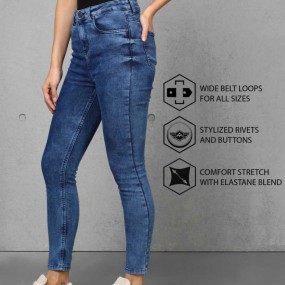 WIDE BELT LOOPS
FOR ALL SIZES
STYLIZED RIVETS
AND BUTTONS
COMFORT STRETCH
WITH ELASTANE BLEND